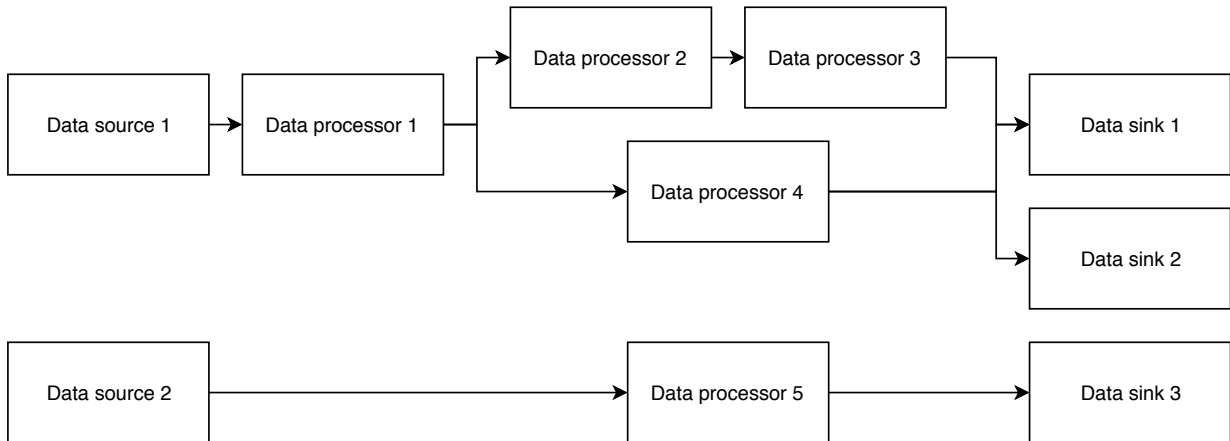 Data processor 2
Data processor 3
Data source 1
Data processor 1
Data sink 1
Data processor 4
Data sink 2
Data source 2
Data processor 5
Data sink 3